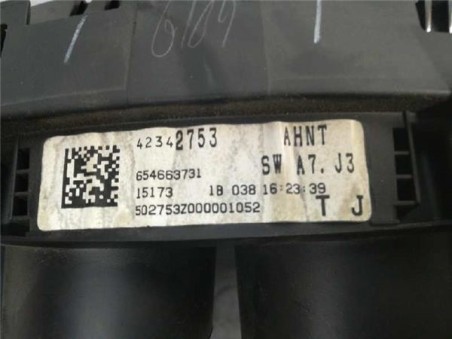 42342753 AHNT
654663731 SW A7. J3
15173 18 038 16:23:39
502753Z000001052 T J